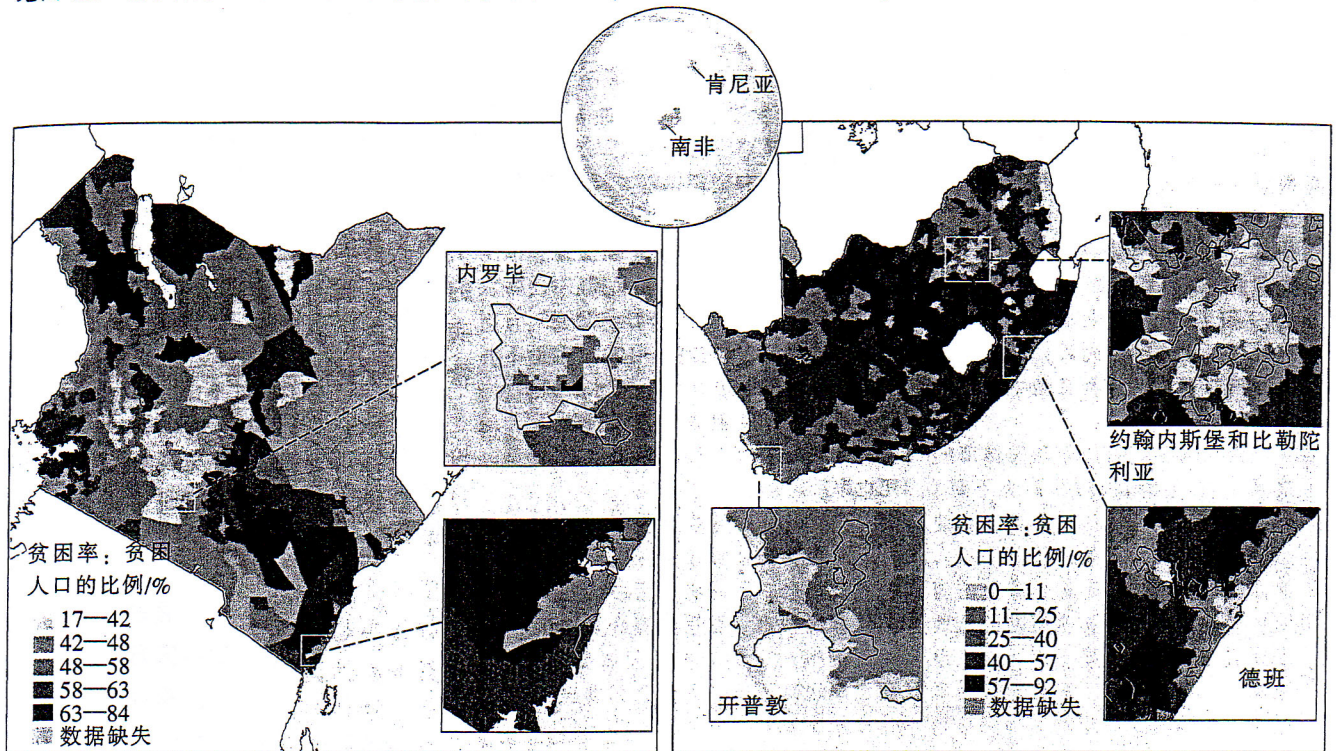 肯尼亚
南非
内罗毕
贫困率：贫困
人口的比例/%
17—42
42—48
48—58
58—63
63—84
数据缺失
约翰内斯堡和比勒陀
利亚
开普敦
贫困率：贫困
人口的比例/%
0—11
11—25
25—40
40—57
57—92
数据缺失
德班